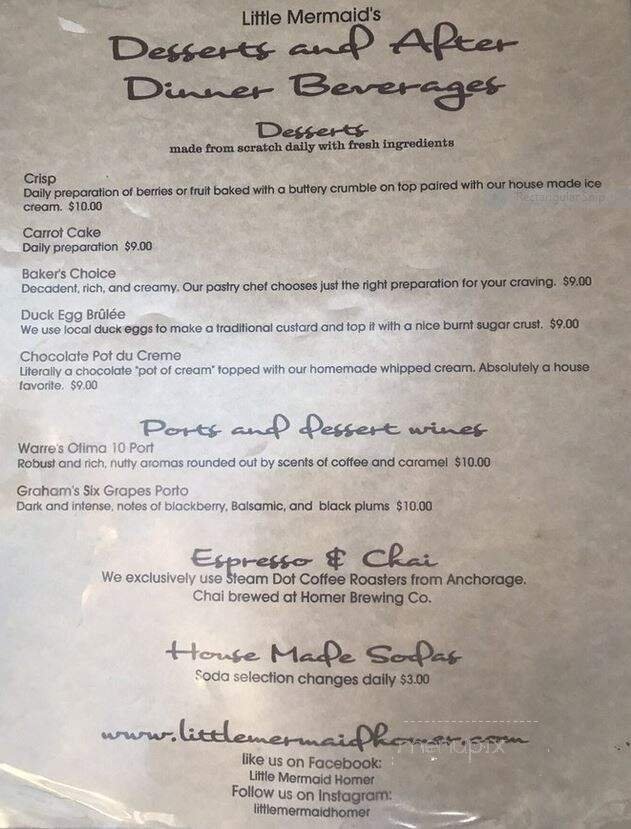 Little Mermaid's
Desserts and After
Dinner Beverages
Desserts
made from scratch daily with fresh ingredients
Crisp
Daily preparation of berries or fruit baked with a buttery crumble on top paired with our house made ice
cream. $10.00
Rectangular Snip
Carrot Cake
Daily preparation $9.00
Baker's Choice
Decadent, rich, and creamy. Our pastry chef chooses just the right preparation for your craving. $9.00
Duck Egg Brûlée
We use local duck eggs to make a traditional custard and top it with a nice burnt sugar crust. $9.00
Chocolate Pot du Creme
Literally a chocolate "pot of cream" topped with our homemade whipped cream. Absolutely a house
favorite. $9.00
Ports and dessert wines
Warre's Otima 10 Port
Robust and rich, nutty aromas rounded out by scents of coffee and caramel $10.00
Graham's Six Grapes Porto
Dark and intense, notes of blackberry, Balsamic, and black plums $10.00
Espresso & Chai
We exclusively use Steam Dot Coffee Roasters from Anchorage.
Chai brewed at Homer Brewing Co.
House Made Sodas
Soda selection changes daily $3.00
www.littlemermaidhomer.com
menupix
like us on Facebook:
Little Mermaid Homer
Follow us on Instagram:
littlemermaidhomer